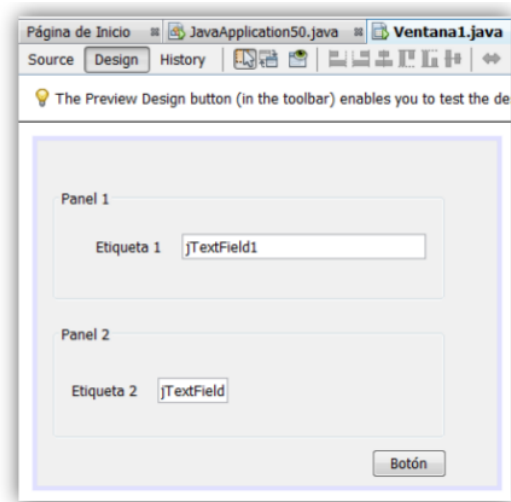 Página de Inicio JavaApplication50.java Ventana1.java
Source Design History
The Preview Design button (in the toolbar) enables you to test the de
Panel 1
Etiqueta 1 jTextField1
Panel 2
Etiqueta 2 jTextField
Botón